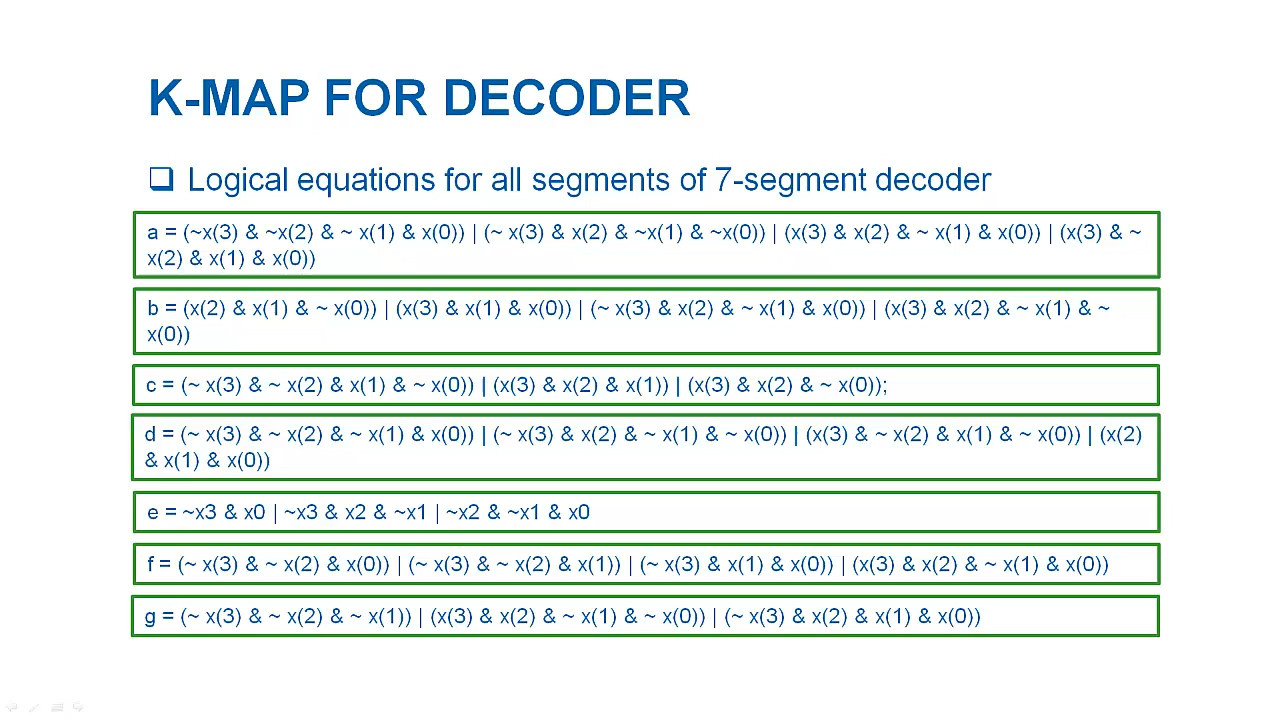 K-MAP FOR DECODER
❑ Logical equations for all segments of 7-segment decoder
a = (~x(3) & ~x(2) & ~ x(1) & x(0)) | (~ x(3) & x(2) & ~x(1) & ~x(0)) | (x(3) & x(2) & ~ x(1) & x(0)) | (x(3) & ~
x(2) & x(1) & x(0))
b = (x(2) & x(1) & ~ x(0)) | (x(3) & x(1) & x(0)) | (~ x(3) & x(2) & ~ x(1) & x(0)) | (x(3) & x(2) & ~ x(1) & ~
x(0))
c = (~ x(3) & ~ x(2) & x(1) & ~ x(0)) | (x(3) & x(2) & x(1)) | (x(3) & x(2) & ~ x(0));
d = (~ x(3) & ~ x(2) & ~ x(1) & x(0)) | (~ x(3) & x(2) & ~ x(1) & ~ x(0)) | (x(3) & ~ x(2) & x(1) & ~ x(0)) | (x(2)
& x(1) & x(0))
e = ~x3 & x0 | ~x3 & x2 & ~x1 | ~x2 & ~x1 & x0
f = (~ x(3) & ~ x(2) & x(0)) | (~ x(3) & ~ x(2) & x(1)) | (~ x(3) & x(1) & x(0)) | (x(3) & x(2) & ~ x(1) & x(0))
g = (~ x(3) & ~ x(2) & ~ x(1)) | (x(3) & x(2) & ~ x(1) & ~ x(0)) | (~ x(3) & x(2) & x(1) & x(0))